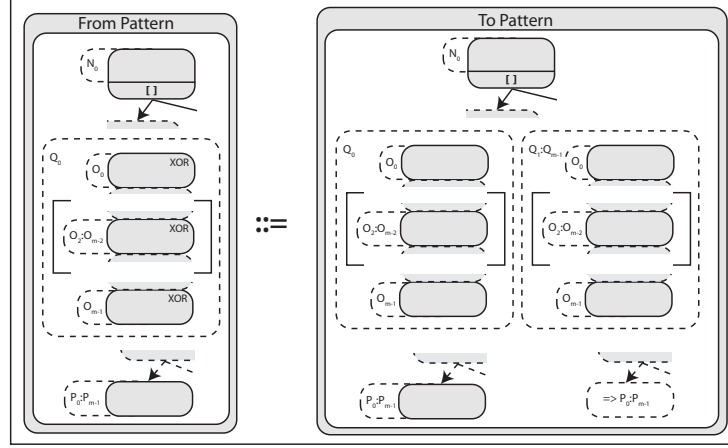 From Pattern
N₀
[ ]
Q₀
O₀
XOR
O₂:Oₘ₋₂
XOR
Oₘ₋₁
XOR
P₀:Pₘ₋₁
::=
To Pattern
N₀
[ ]
Q₀
O₀
O₂:Oₘ₋₂
Oₘ₋₁
P₀:Pₘ₋₁
Q₁:Qₘ₋₁
O₀
O₂:Oₘ₋₂
Oₘ₋₁
=> P₀:Pₘ₋₁